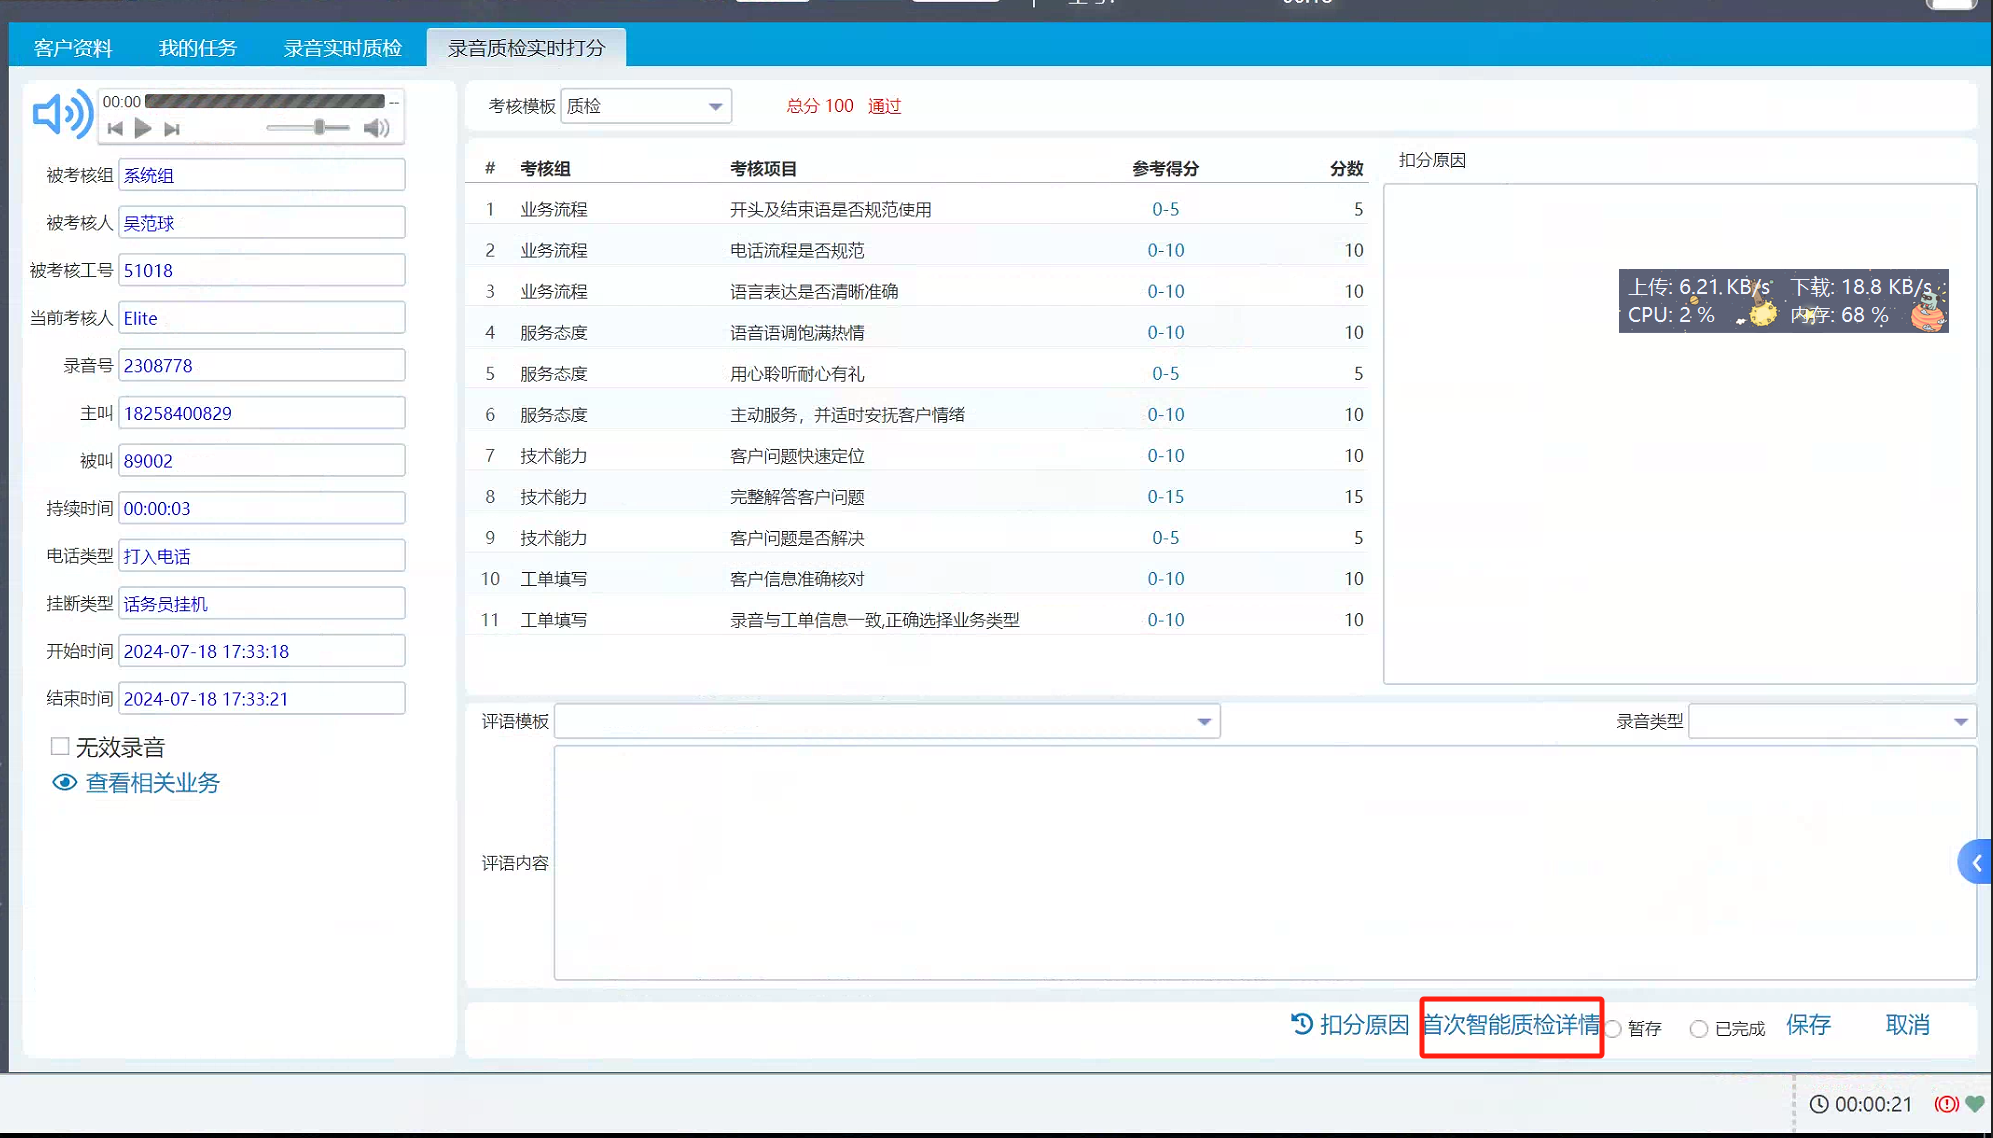 客户资料 我的任务 录音实时质检 录音质检实时打分
00:00 --
考核模板 质检 总分 100 通过
被考核组 系统组
被考核人 吴范球
被考核工号 51018
当前考核人 Elite
录音号 2308778
主叫 18258400829
被叫 89002
持续时间 00:00:03
电话类型 打入电话
挂断类型 话务员挂机
开始时间 2024-07-18 17:33:18
结束时间 2024-07-18 17:33:21
无效录音
查看相关业务
# 考核组 考核项目 参考得分 分数
1 业务流程 开头及结束语是否规范使用 0-5 5
2 业务流程 电话流程是否规范 0-10 10
3 业务流程 语言表达是否清晰准确 0-10 10
4 服务态度 语音语调饱满热情 0-10 10
5 服务态度 用心聆听耐心有礼 0-5 5
6 服务态度 主动服务，并适时安抚客户情绪 0-10 10
7 技术能力 客户问题快速定位 0-10 10
8 技术能力 完整解答客户问题 0-15 15
9 技术能力 客户问题是否解决 0-5 5
10 工单填写 客户信息准确核对 0-10 10
11 工单填写 录音与工单信息一致,正确选择业务类型 0-10 10
扣分原因
上传: 6.21 KB/s 下载: 18.8 KB/s
CPU: 2 % 内存: 68 %
评语模板 录音类型
评语内容
扣分原因 首次智能质检详情 暂存 已完成 保存 取消
00:00:21